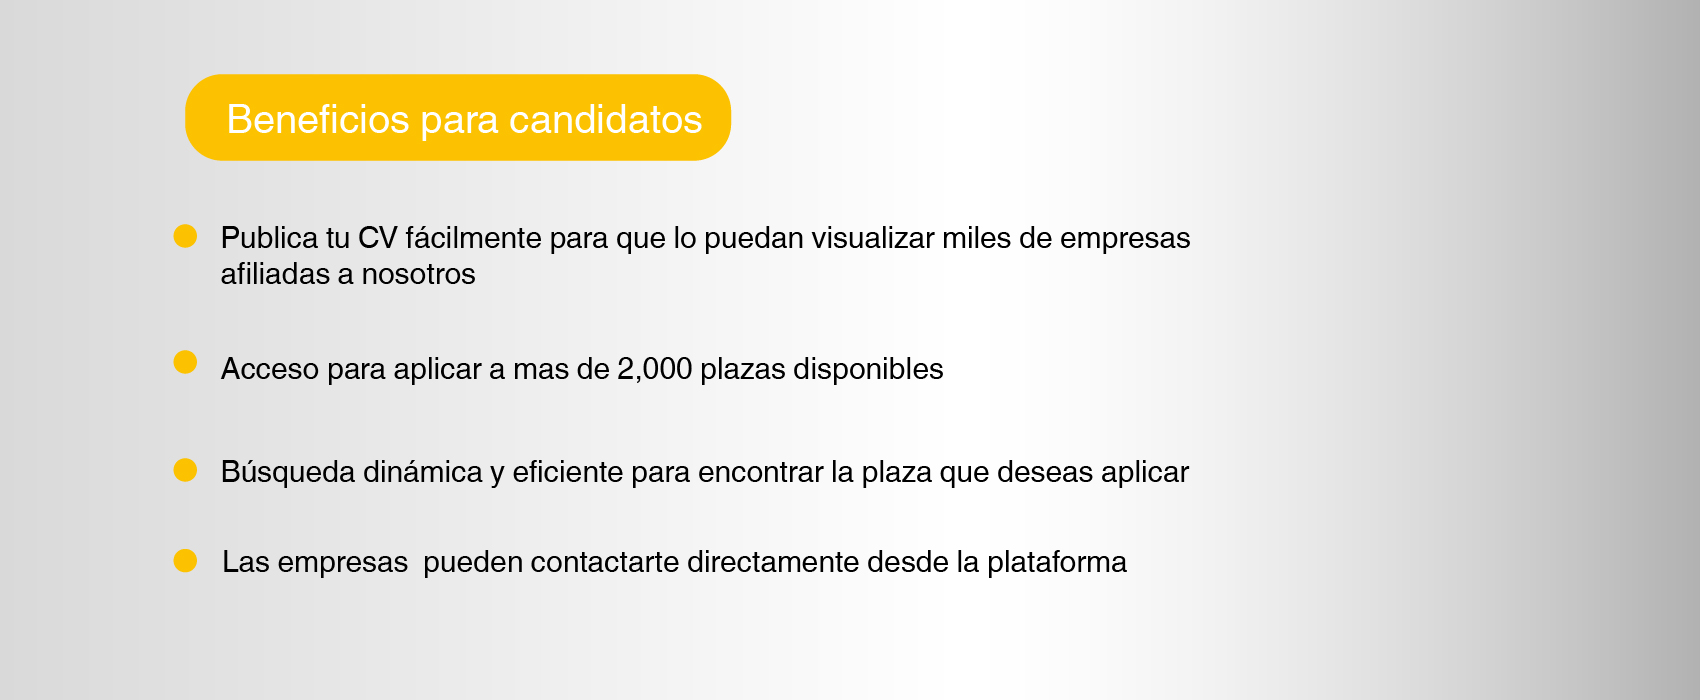 Beneficios para candidatos
Publica tu CV fácilmente para que lo puedan visualizar miles de empresas
afiliadas a nosotros
Acceso para aplicar a mas de 2,000 plazas disponibles
Búsqueda dinámica y eficiente para encontrar la plaza que deseas aplicar
Las empresas  pueden contactarte directamente desde la plataforma